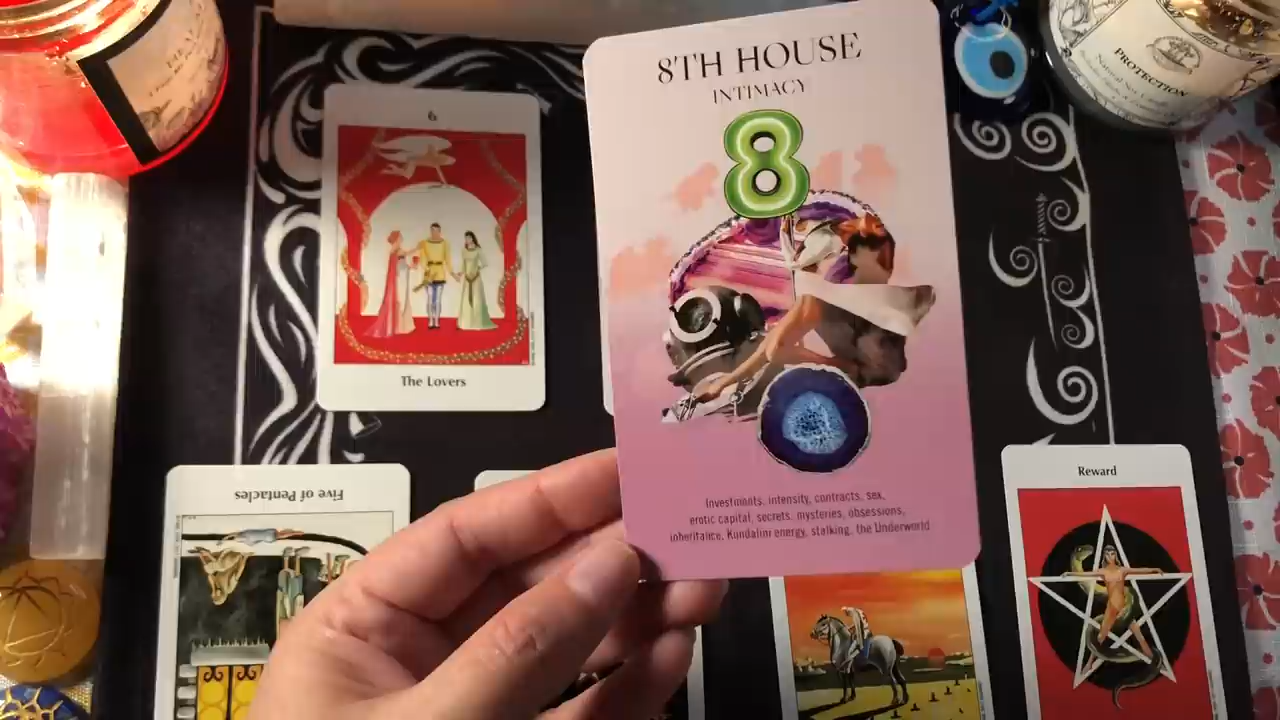 8TH HOUSE
INTIMACY
8
Investments, intensity, contracts, sex,
erotic capital, secrets, mysteries, obsessions,
inheritance, Kundalini energy, stalking, the Underworld
6
The Lovers
Five of Pentacles
Reward
PROTECTION